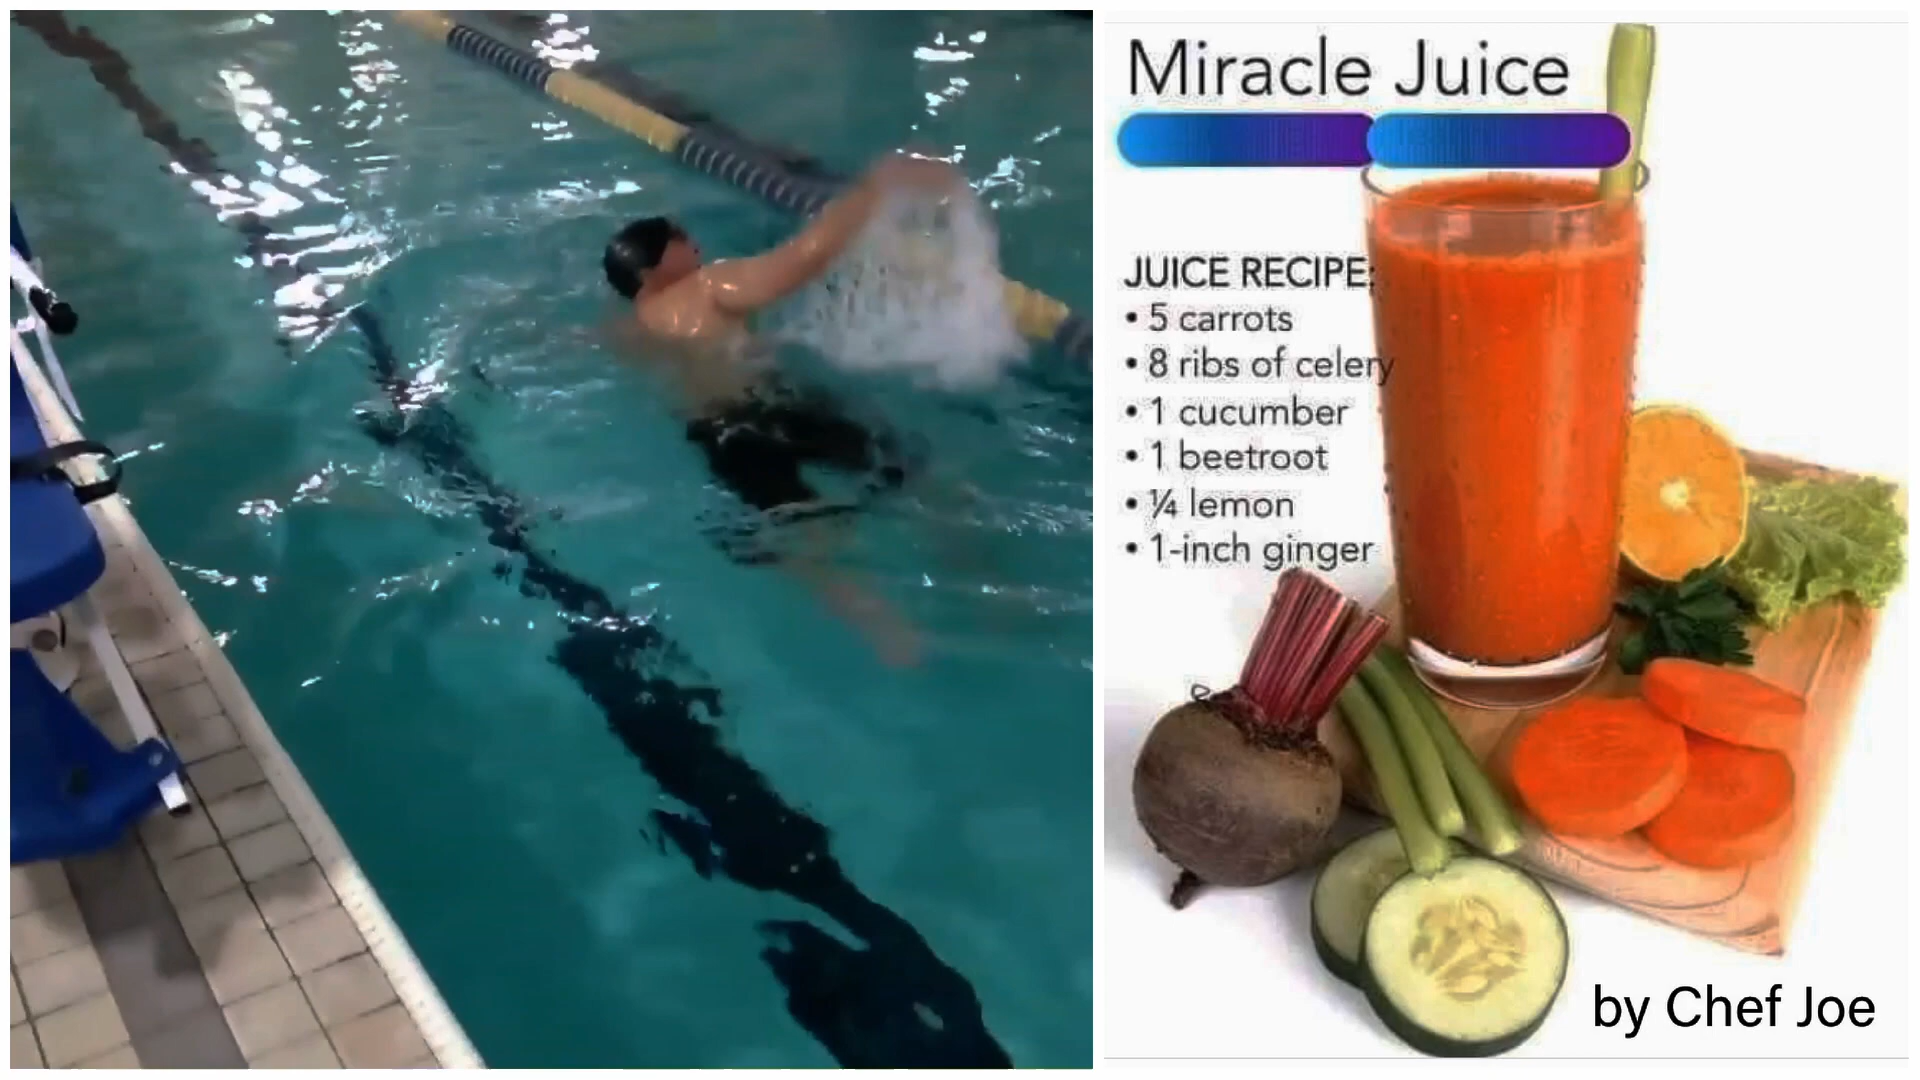 Miracle Juice
JUICE RECIPE:
• 5 carrots
• 8 ribs of celery
• 1 cucumber
• 1 beetroot
• ¼ lemon
• 1-inch ginger
by Chef Joe